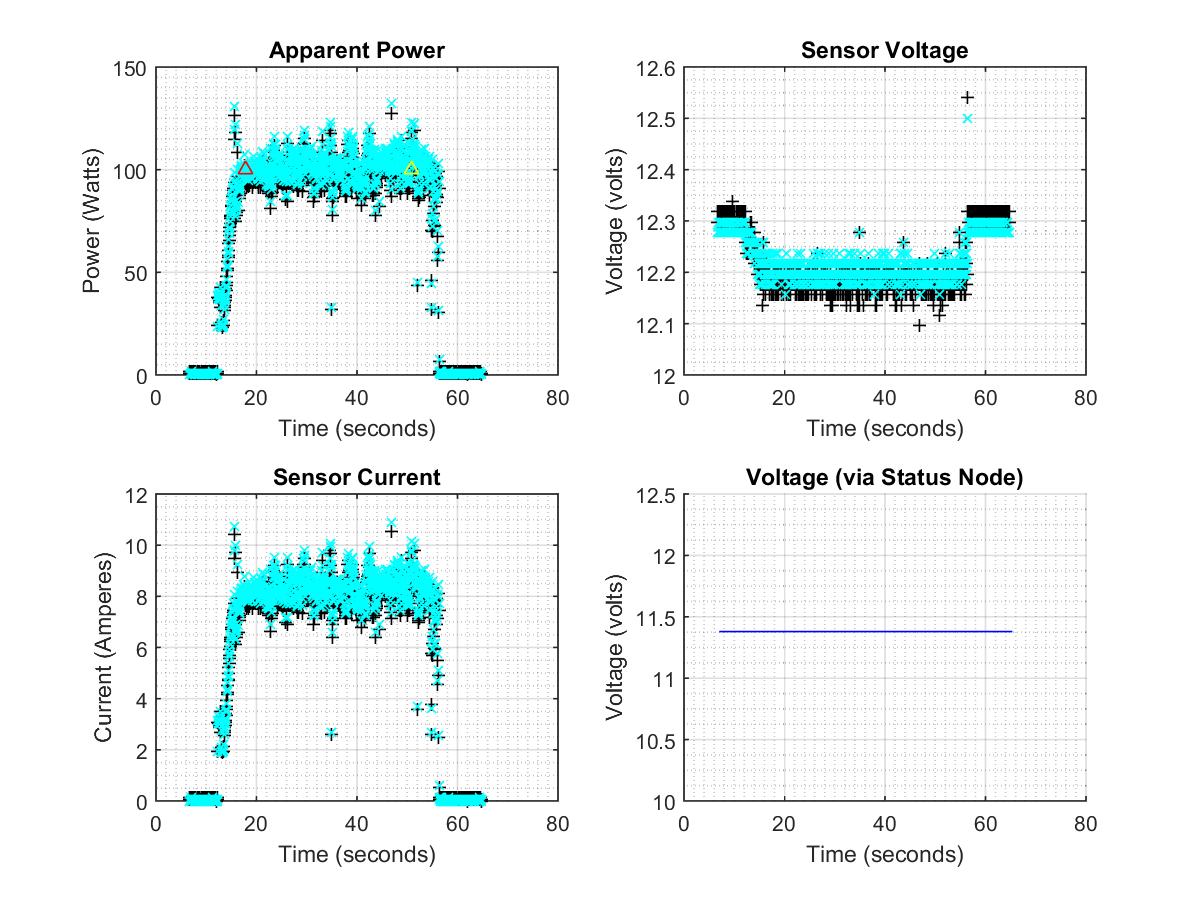 Apparent Power
150
100
50
0
0 20 40 60 80
Power (Watts)
Time (seconds)
Sensor Voltage
12.6
12.5
12.4
12.3
12.2
12.1
12
0 20 40 60 80
Voltage (volts)
Time (seconds)
Sensor Current
12
10
8
6
4
2
0
0 20 40 60 80
Current (Amperes)
Time (seconds)
Voltage (via Status Node)
12.5
12
11.5
11
10.5
10
0 20 40 60 80
Voltage (volts)
Time (seconds)